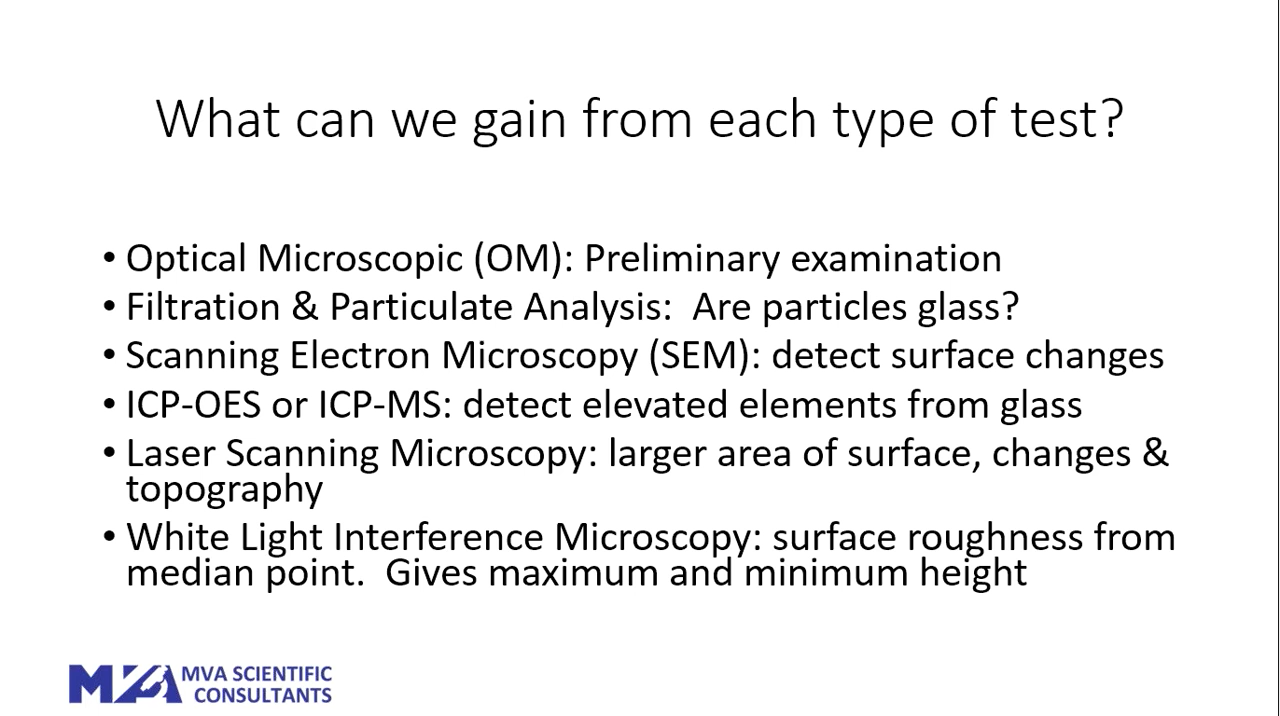 What can we gain from each type of test?
• Optical Microscopic (OM): Preliminary examination
• Filtration & Particulate Analysis:  Are particles glass?
• Scanning Electron Microscopy (SEM): detect surface changes
• ICP-OES or ICP-MS: detect elevated elements from glass
• Laser Scanning Microscopy: larger area of surface, changes &
topography
• White Light Interference Microscopy: surface roughness from
median point.  Gives maximum and minimum height
MVA MVA SCIENTIFIC
CONSULTANTS